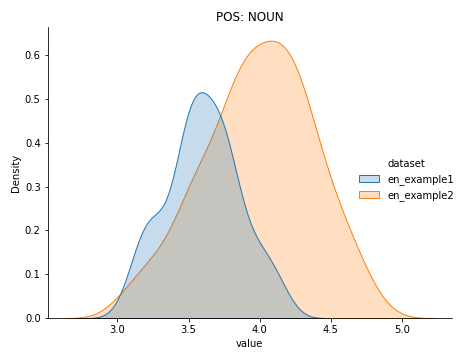 POS: NOUN
0.6
0.5
0.4
0.3
0.2
0.1
0.0
Density
3.0 3.5 4.0 4.5 5.0
value
dataset
en_example1
en_example2